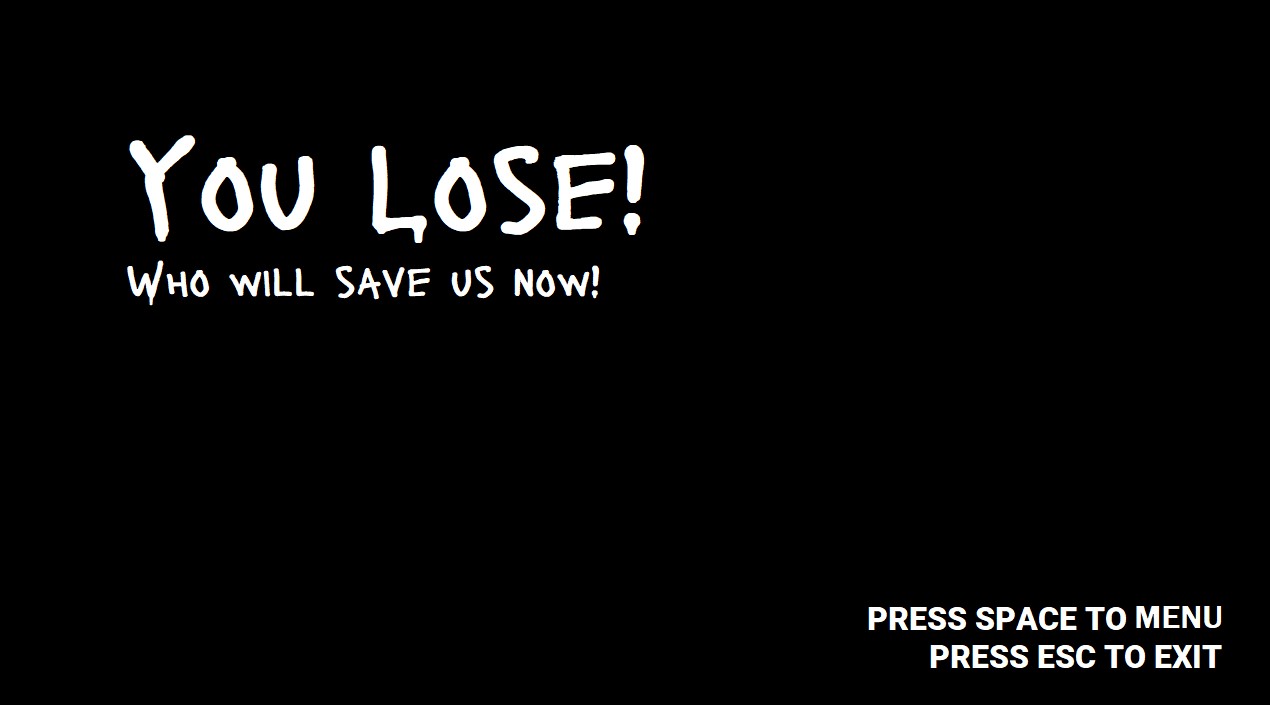 You Lose!
Who will save us now!
PRESS SPACE TO MENU
PRESS ESC TO EXIT